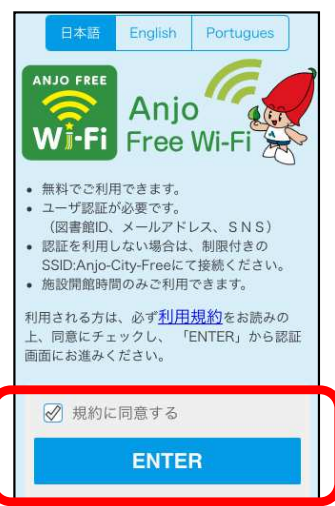 日本語 English Portugues
ANJO FREE
Wi-Fi
Anjo
Free Wi-Fi
• 無料でご利用できます。
• ユーザ認証が必要です。
（図書館ID、メールアドレス、ＳＮＳ）
• 認証を利用しない場合は、制限付きの
SSID:Anjo-City-Freeにて接続ください。
• 施設開館時間のみご利用できます。
利用される方は、必ず利用規約をお読みの
上、同意にチェックし、「ENTER」から認証
画面にお進みください。
規約に同意する
ENTER